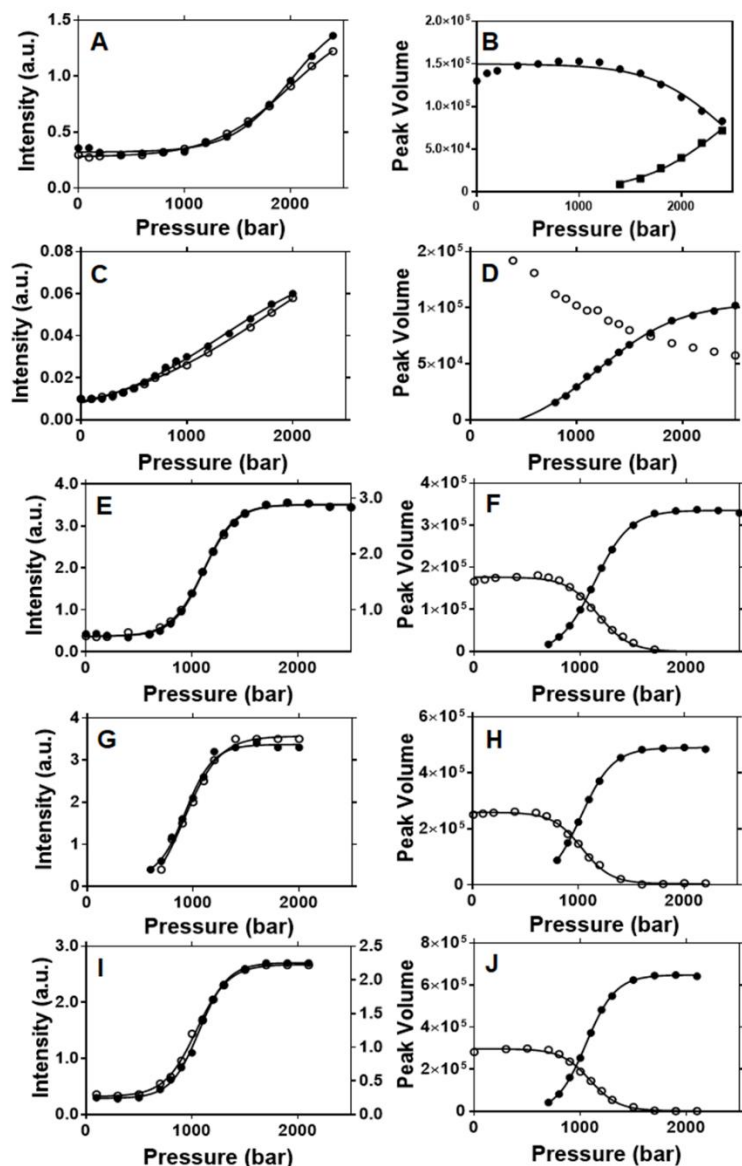 A
Intensity (a.u.)
1.5
1.0
0.5
0.0
0 1000 2000
Pressure (bar)
B
Peak Volume
2.0×10⁵
1.5×10⁵
1.0×10⁵
5.0×10⁴
0
0 1000 2000
Pressure (bar)
C
Intensity (a.u.)
0.08
0.06
0.04
0.02
0.00
0 1000 2000
Pressure (bar)
D
Peak Volume
2×10⁵
1×10⁵
5×10⁴
0
0 1000 2000
Pressure (bar)
E
Intensity (a.u.)
4.0
3.0
2.0
1.0
0.0
3.0
2.0
1.0
0 1000 2000
Pressure (bar)
F
Peak Volume
4×10⁵
3×10⁵
2×10⁵
1×10⁵
0
0 1000 2000
Pressure (bar)
G
Intensity (a.u.)
4
3
2
1
0
0 1000 2000
Pressure (bar)
H
Peak Volume
6×10⁵
4×10⁵
2×10⁵
0
0 1000 2000
Pressure (bar)
I
Intensity (a.u.)
3.0
2.0
1.0
0.0
2.5
2.0
1.5
1.0
0.5
0.0
0 1000 2000
Pressure (bar)
J
Peak Volume
8×10⁵
6×10⁵
4×10⁵
2×10⁵
0
0 1000 2000
Pressure (bar)